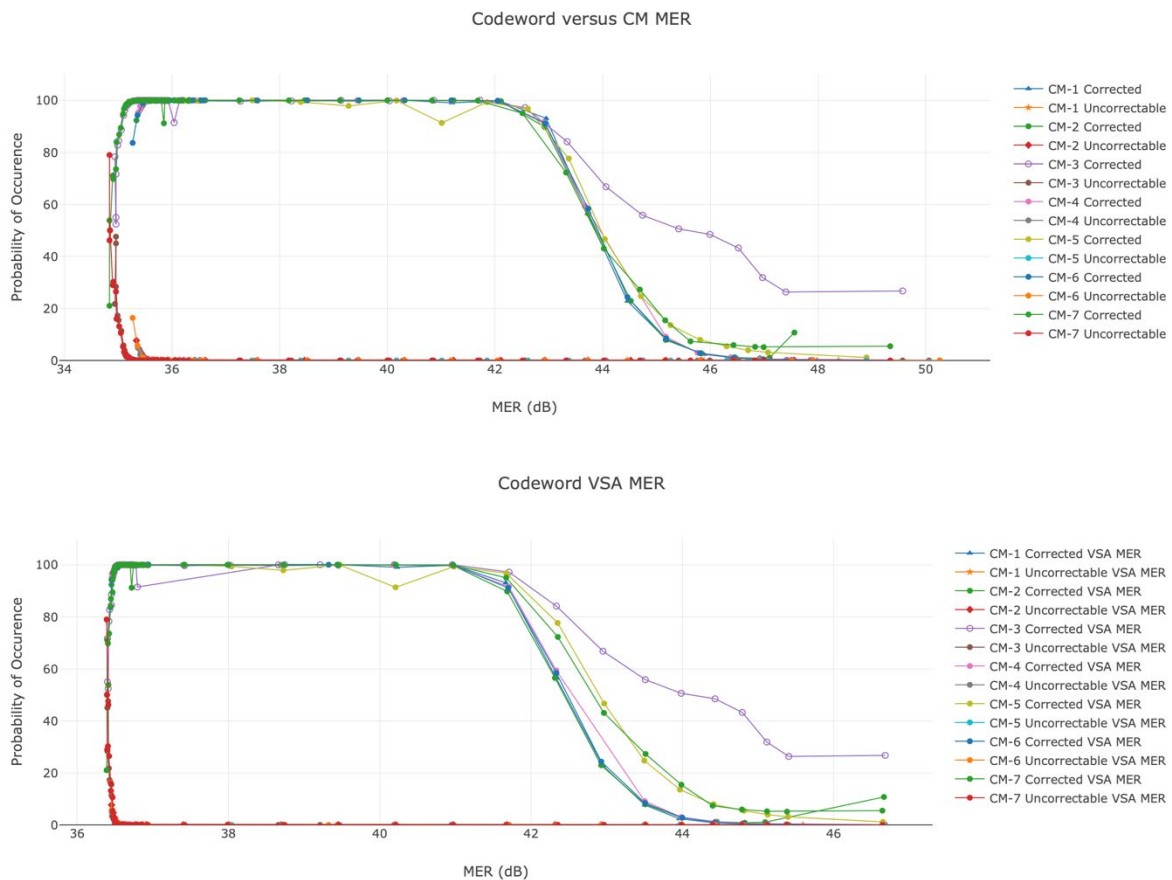 Codeword versus CM MER
100
80
60
40
20
0
Probability of Occurence
34 36 38 40 42 44 46 48 50
MER (dB)
CM-1 Corrected
CM-1 Uncorrectable
CM-2 Corrected
CM-2 Uncorrectable
CM-3 Corrected
CM-3 Uncorrectable
CM-4 Corrected
CM-4 Uncorrectable
CM-5 Corrected
CM-5 Uncorrectable
CM-6 Corrected
CM-6 Uncorrectable
CM-7 Corrected
CM-7 Uncorrectable
Codeword VSA MER
100
80
60
40
20
0
Probability of Occurence
36 38 40 42 44 46
MER (dB)
CM-1 Corrected VSA MER
CM-1 Uncorrectable VSA MER
CM-2 Corrected VSA MER
CM-2 Uncorrectable VSA MER
CM-3 Corrected VSA MER
CM-3 Uncorrectable VSA MER
CM-4 Corrected VSA MER
CM-4 Uncorrectable VSA MER
CM-5 Corrected VSA MER
CM-5 Uncorrectable VSA MER
CM-6 Corrected VSA MER
CM-6 Uncorrectable VSA MER
CM-7 Corrected VSA MER
CM-7 Uncorrectable VSA MER